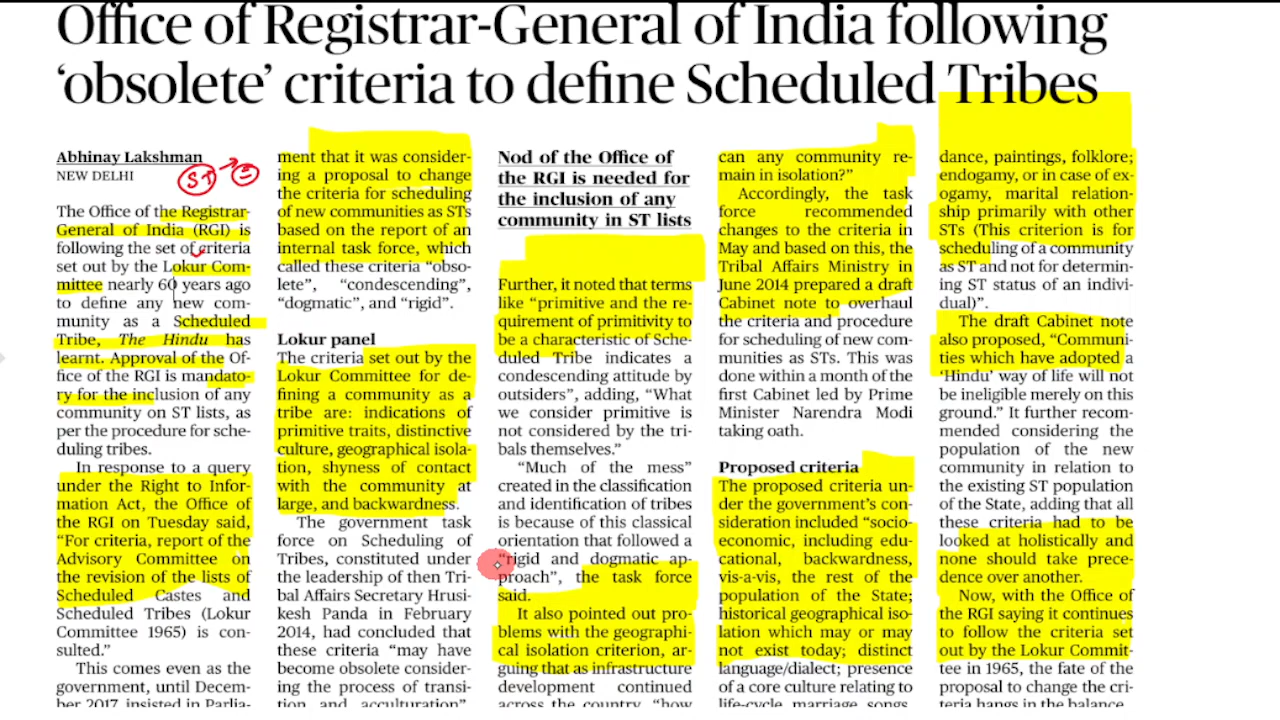 Office of Registrar-General of India following
‘obsolete’ criteria to define Scheduled Tribes
Abhinay Lakshman
NEW DELHI
ST → 5
The Office of the Registrar-
General of India (RGI) is
following the set of criteria
set out by the Lokur Com-
mittee nearly 60 years ago
to define any new com-
munity as a Scheduled
Tribe, The Hindu has
learnt. Approval of the Of-
fice of the RGI is mandato-
ry for the inclusion of any
community on ST lists, as
per the procedure for sche-
duling tribes.
In response to a query
under the Right to Infor-
mation Act, the Office of
the RGI on Tuesday said,
“For criteria, report of the
Advisory Committee on
the revision of the lists of
Scheduled Castes and
Scheduled Tribes (Lokur
Committee 1965) is con-
sulted.”
This comes even as the
government, until Decem-
ber 2017, insisted in Parlia-
ment that it was consider-
ing a proposal to change
the criteria for scheduling
of new communities as STs
based on the report of an
internal task force, which
called these criteria “obso-
lete”, “condescending”,
“dogmatic”, and “rigid”.
Lokur panel
The criteria set out by the
Lokur Committee for de-
fining a community as a
tribe are: indications of
primitive traits, distinctive
culture, geographical isola-
tion, shyness of contact
with the community at
large, and backwardness.
The government task
force on Scheduling of
Tribes, constituted under
the leadership of then Tri-
bal Affairs Secretary Hrusi-
kesh Panda in February
2014, had concluded that
these criteria “may have
become obsolete consider-
ing the process of transi-
tion and acculturation”.
Nod of the Office of
the RGI is needed for
the inclusion of any
community in ST lists
Further, it noted that terms
like “primitive and the re-
quirement of primitivity to
be a characteristic of Sche-
duled Tribe indicates a
condescending attitude by
outsiders”, adding, “What
we consider primitive is
not considered by the tri-
bals themselves.”
“Much of the mess”
created in the classification
and identification of tribes
is because of this classical
orientation that followed a
“rigid and dogmatic ap-
proach”, the task force
said.
It also pointed out pro-
blems with the geographi-
cal isolation criterion, ar-
guing that as infrastructure
development continued
across the country, “how
can any community re-
main in isolation?”
Accordingly, the task
force recommended
changes to the criteria in
May and based on this, the
Tribal Affairs Ministry in
June 2014 prepared a draft
Cabinet note to overhaul
the criteria and procedure
for scheduling of new com-
munities as STs. This was
done within a month of the
first Cabinet led by Prime
Minister Narendra Modi
taking oath.
Proposed criteria
The proposed criteria un-
der the government’s con-
sideration included “socio-
economic, including edu-
cational, backwardness,
vis-a-vis, the rest of the
population of the State;
historical geographical iso-
lation which may or may
not exist today; distinct
language/dialect; presence
of a core culture relating to
life-cycle, marriage, songs,
dance, paintings, folklore;
endogamy, or in case of ex-
ogamy, marital relation-
ship primarily with other
STs (This criterion is for
scheduling of a community
as ST and not for determin-
ing ST status of an indivi-
dual)”.
The draft Cabinet note
also proposed, “Communi-
ties which have adopted a
‘Hindu’ way of life will not
be ineligible merely on this
ground.” It further recom-
mended considering the
population of the new
community in relation to
the existing ST population
of the State, adding that all
these criteria had to be
looked at holistically and
none should take prece-
dence over another.
Now, with the Office of
the RGI saying it continues
to follow the criteria set
out by the Lokur Commit-
tee in 1965, the fate of the
proposal to change the cri-
teria hangs in the balance.